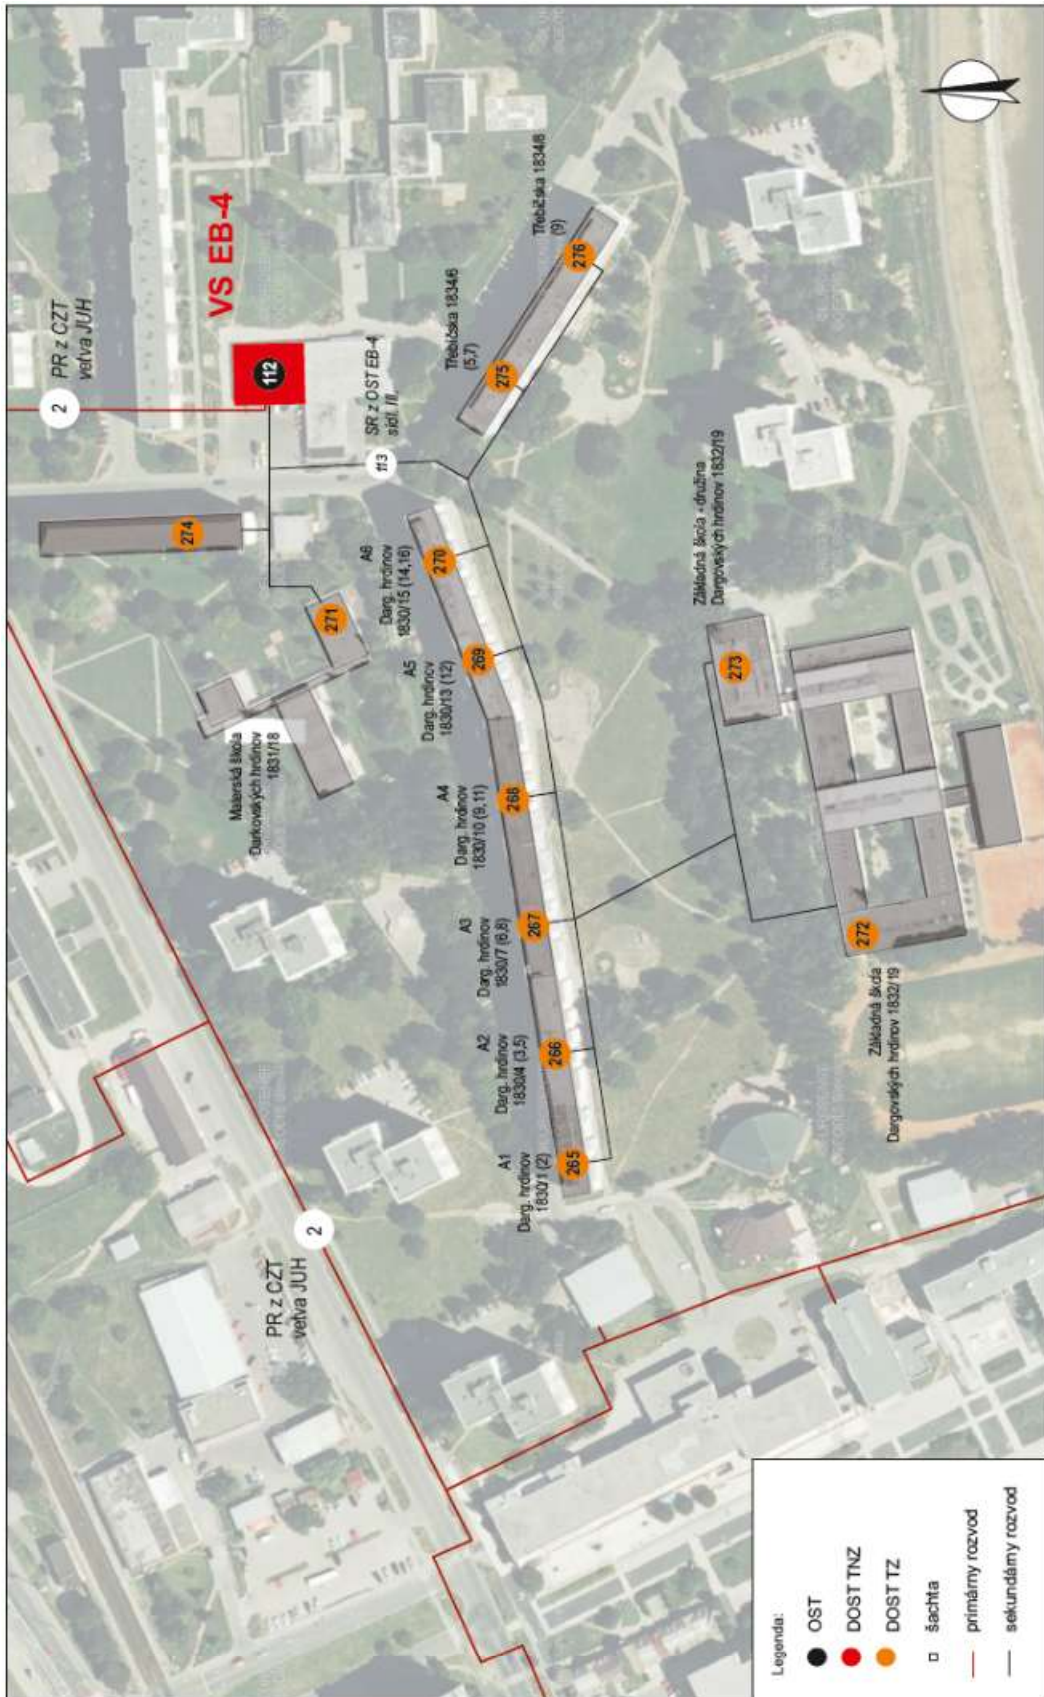 2
PR z CZT
vetva JUH
VS EB-4
112
SR z OST EB-4
sídl. III.
113
274
271
Materská škola
Darkovských hrdinov
1831/18
Třebíčska 1834/6
(5,7)
275
Třebíčska 1834/8
(9)
276
A6
Darg. hrdinov
1830/15 (14,16)
270
A5
Darg. hrdinov
1830/13 (12)
269
A4
Darg. hrdinov
1830/10 (9,11)
268
A3
Darg. hrdinov
1830/7 (6,8)
267
A2
Darg. hrdinov
1830/4 (3,5)
266
A1
Darg. hrdinov
1830/1 (2)
265
Základná škola -družina
Dargovských hrdinov 1832/19
273
272
Základná škola
Dargovských hrdinov 1832/19
2
PR z CZT
vetva JUH
Legenda:
OST
DOST TNZ
DOST TZ
šachta
primárny rozvod
sekundárny rozvod